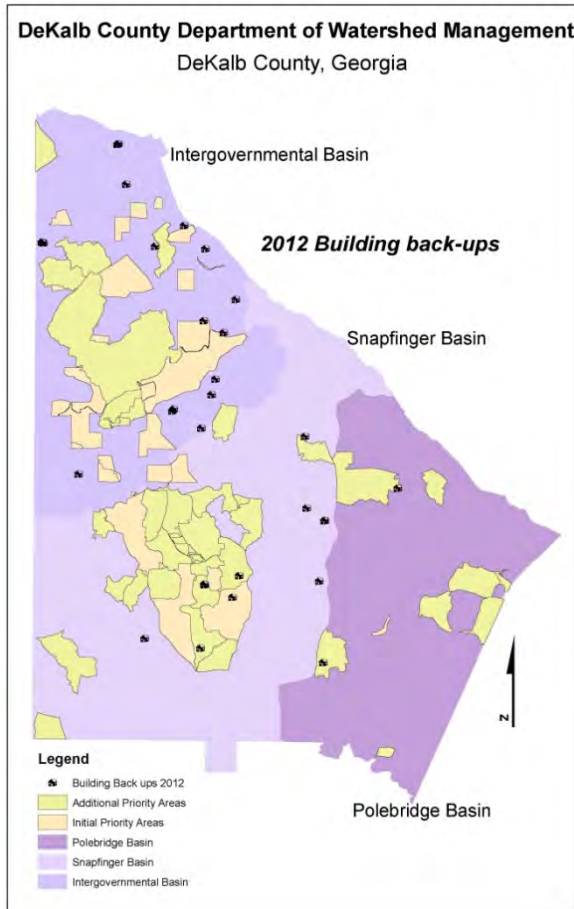 DeKalb County Department of Watershed Management
DeKalb County, Georgia
Intergovernmental Basin
2012 Building back-ups
Snapfinger Basin
N
Legend
Building Back ups 2012
Additional Priority Areas
Initial Priority Areas
Polebridge Basin
Snapfinger Basin
Intergovernmental Basin
Polebridge Basin